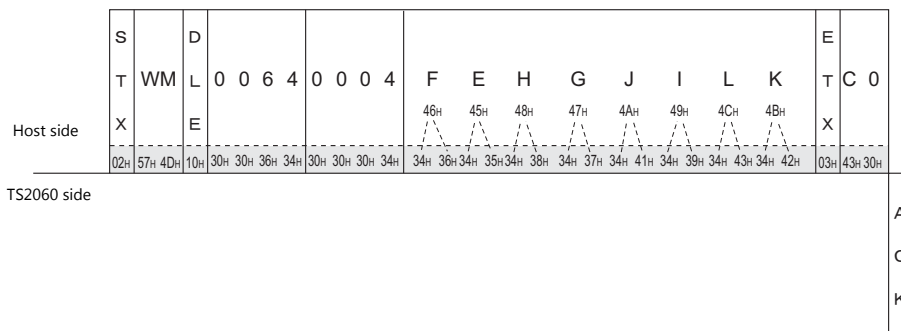 S D E
T WM L 0 0 6 4 0 0 0 4 F E H G J I L K T C 0
X E X
46H 45H 48H 47H 4AH 49H 4CH 4BH
Host side
02H 57H 4DH 10H 30H 30H 36H 34H 30H 30H 30H 34H 34H 36H 34H 35H 34H 38H 34H 37H 34H 41H 34H 39H 34H 43H 34H 42H 03H 43H 30H
TS2060 side
A
C
K